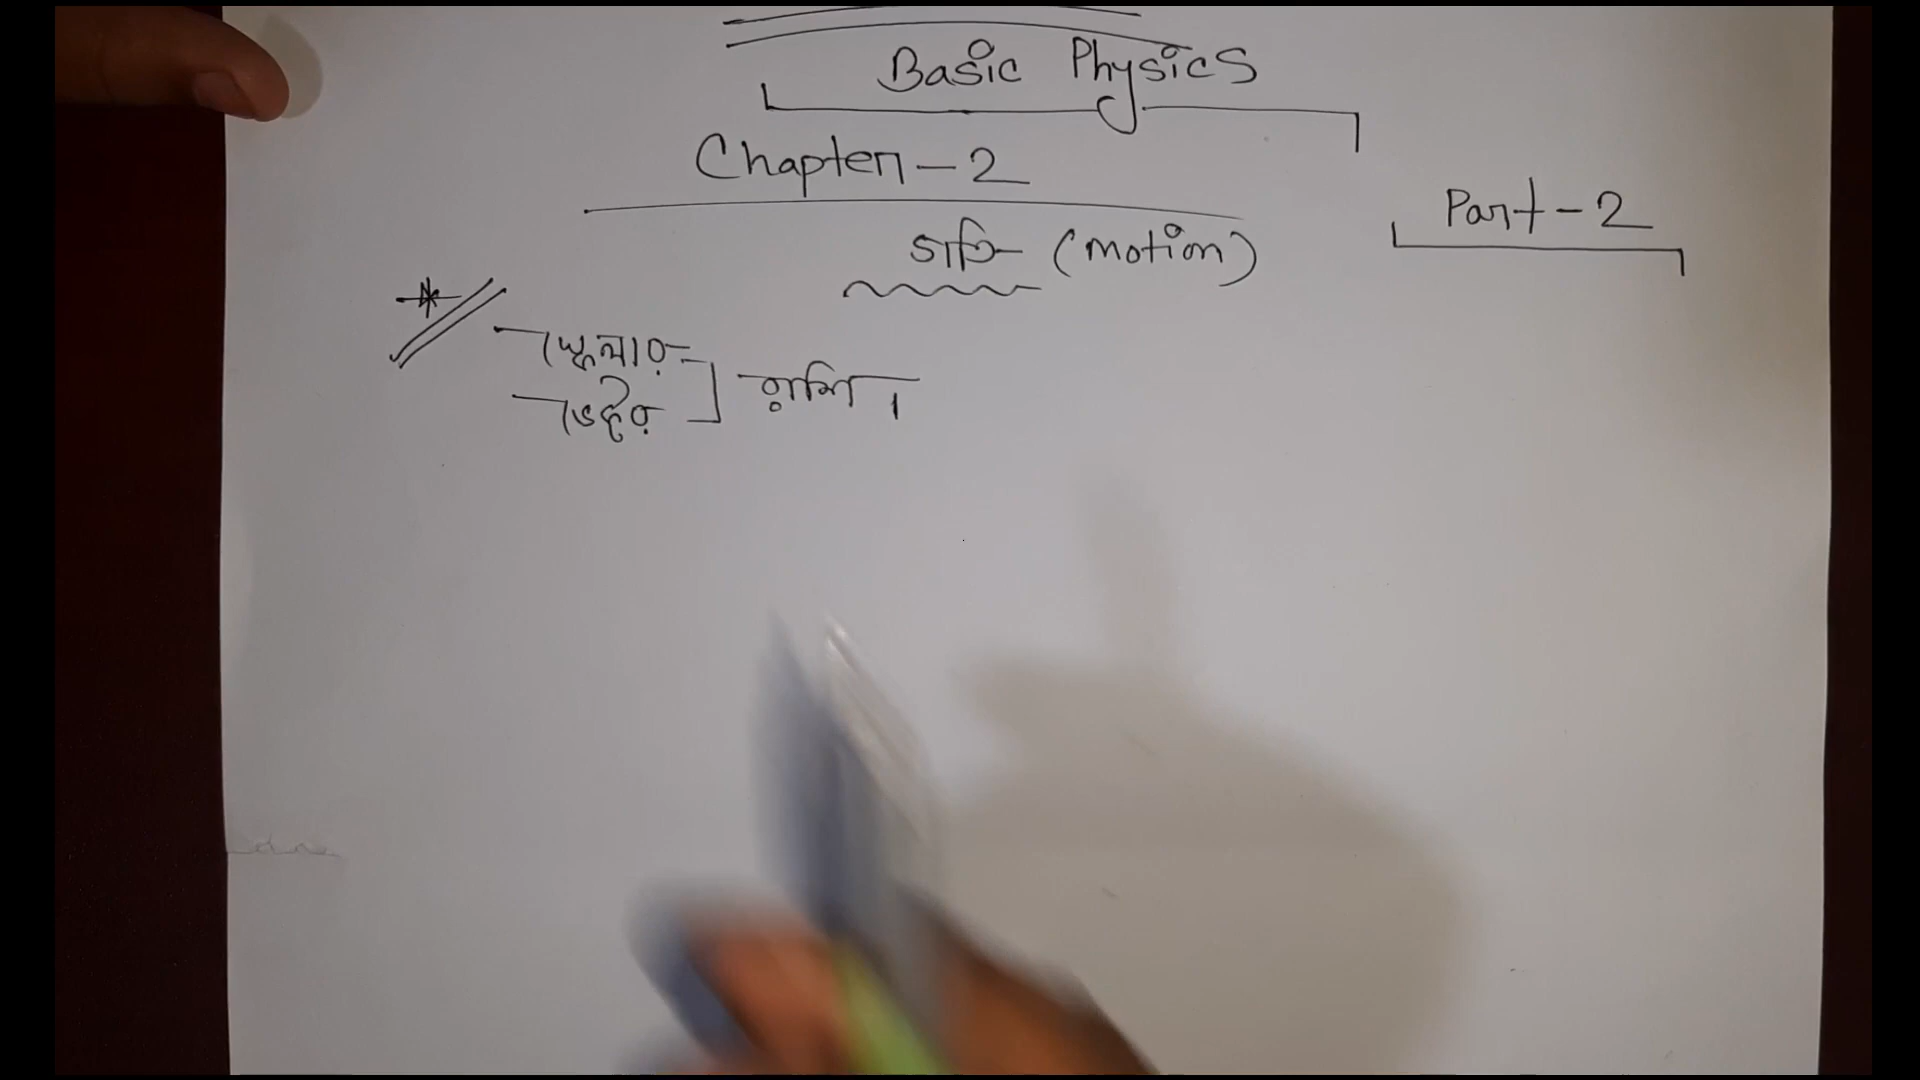 Basic Physics
Chapter-2
Part-2
গতি (motion)
* স্কেলার
ভেক্টর
রাশি।